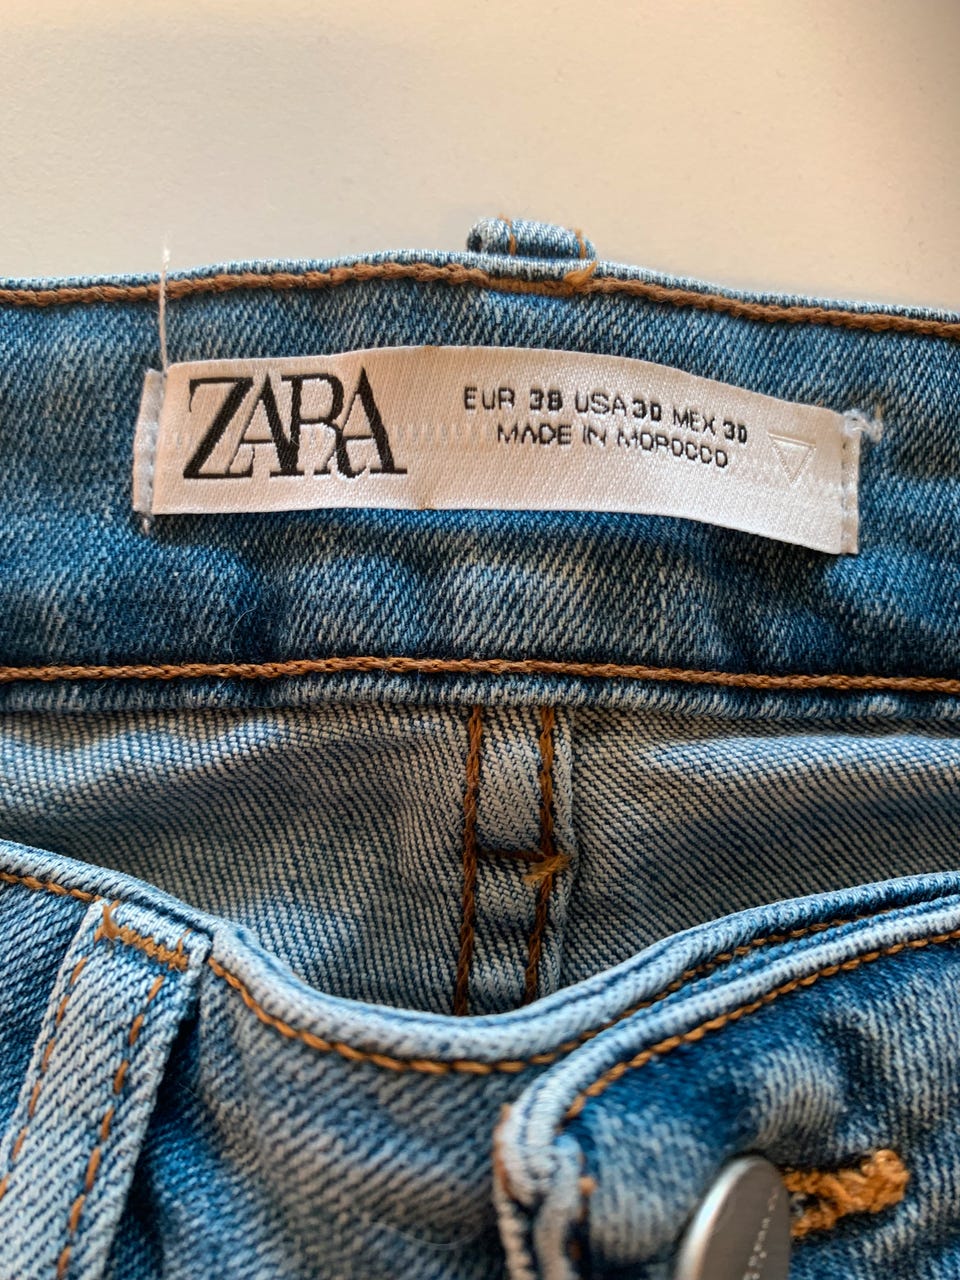 ZARA
EUR 38 USA 30 MEX 30
MADE IN MOROCCO